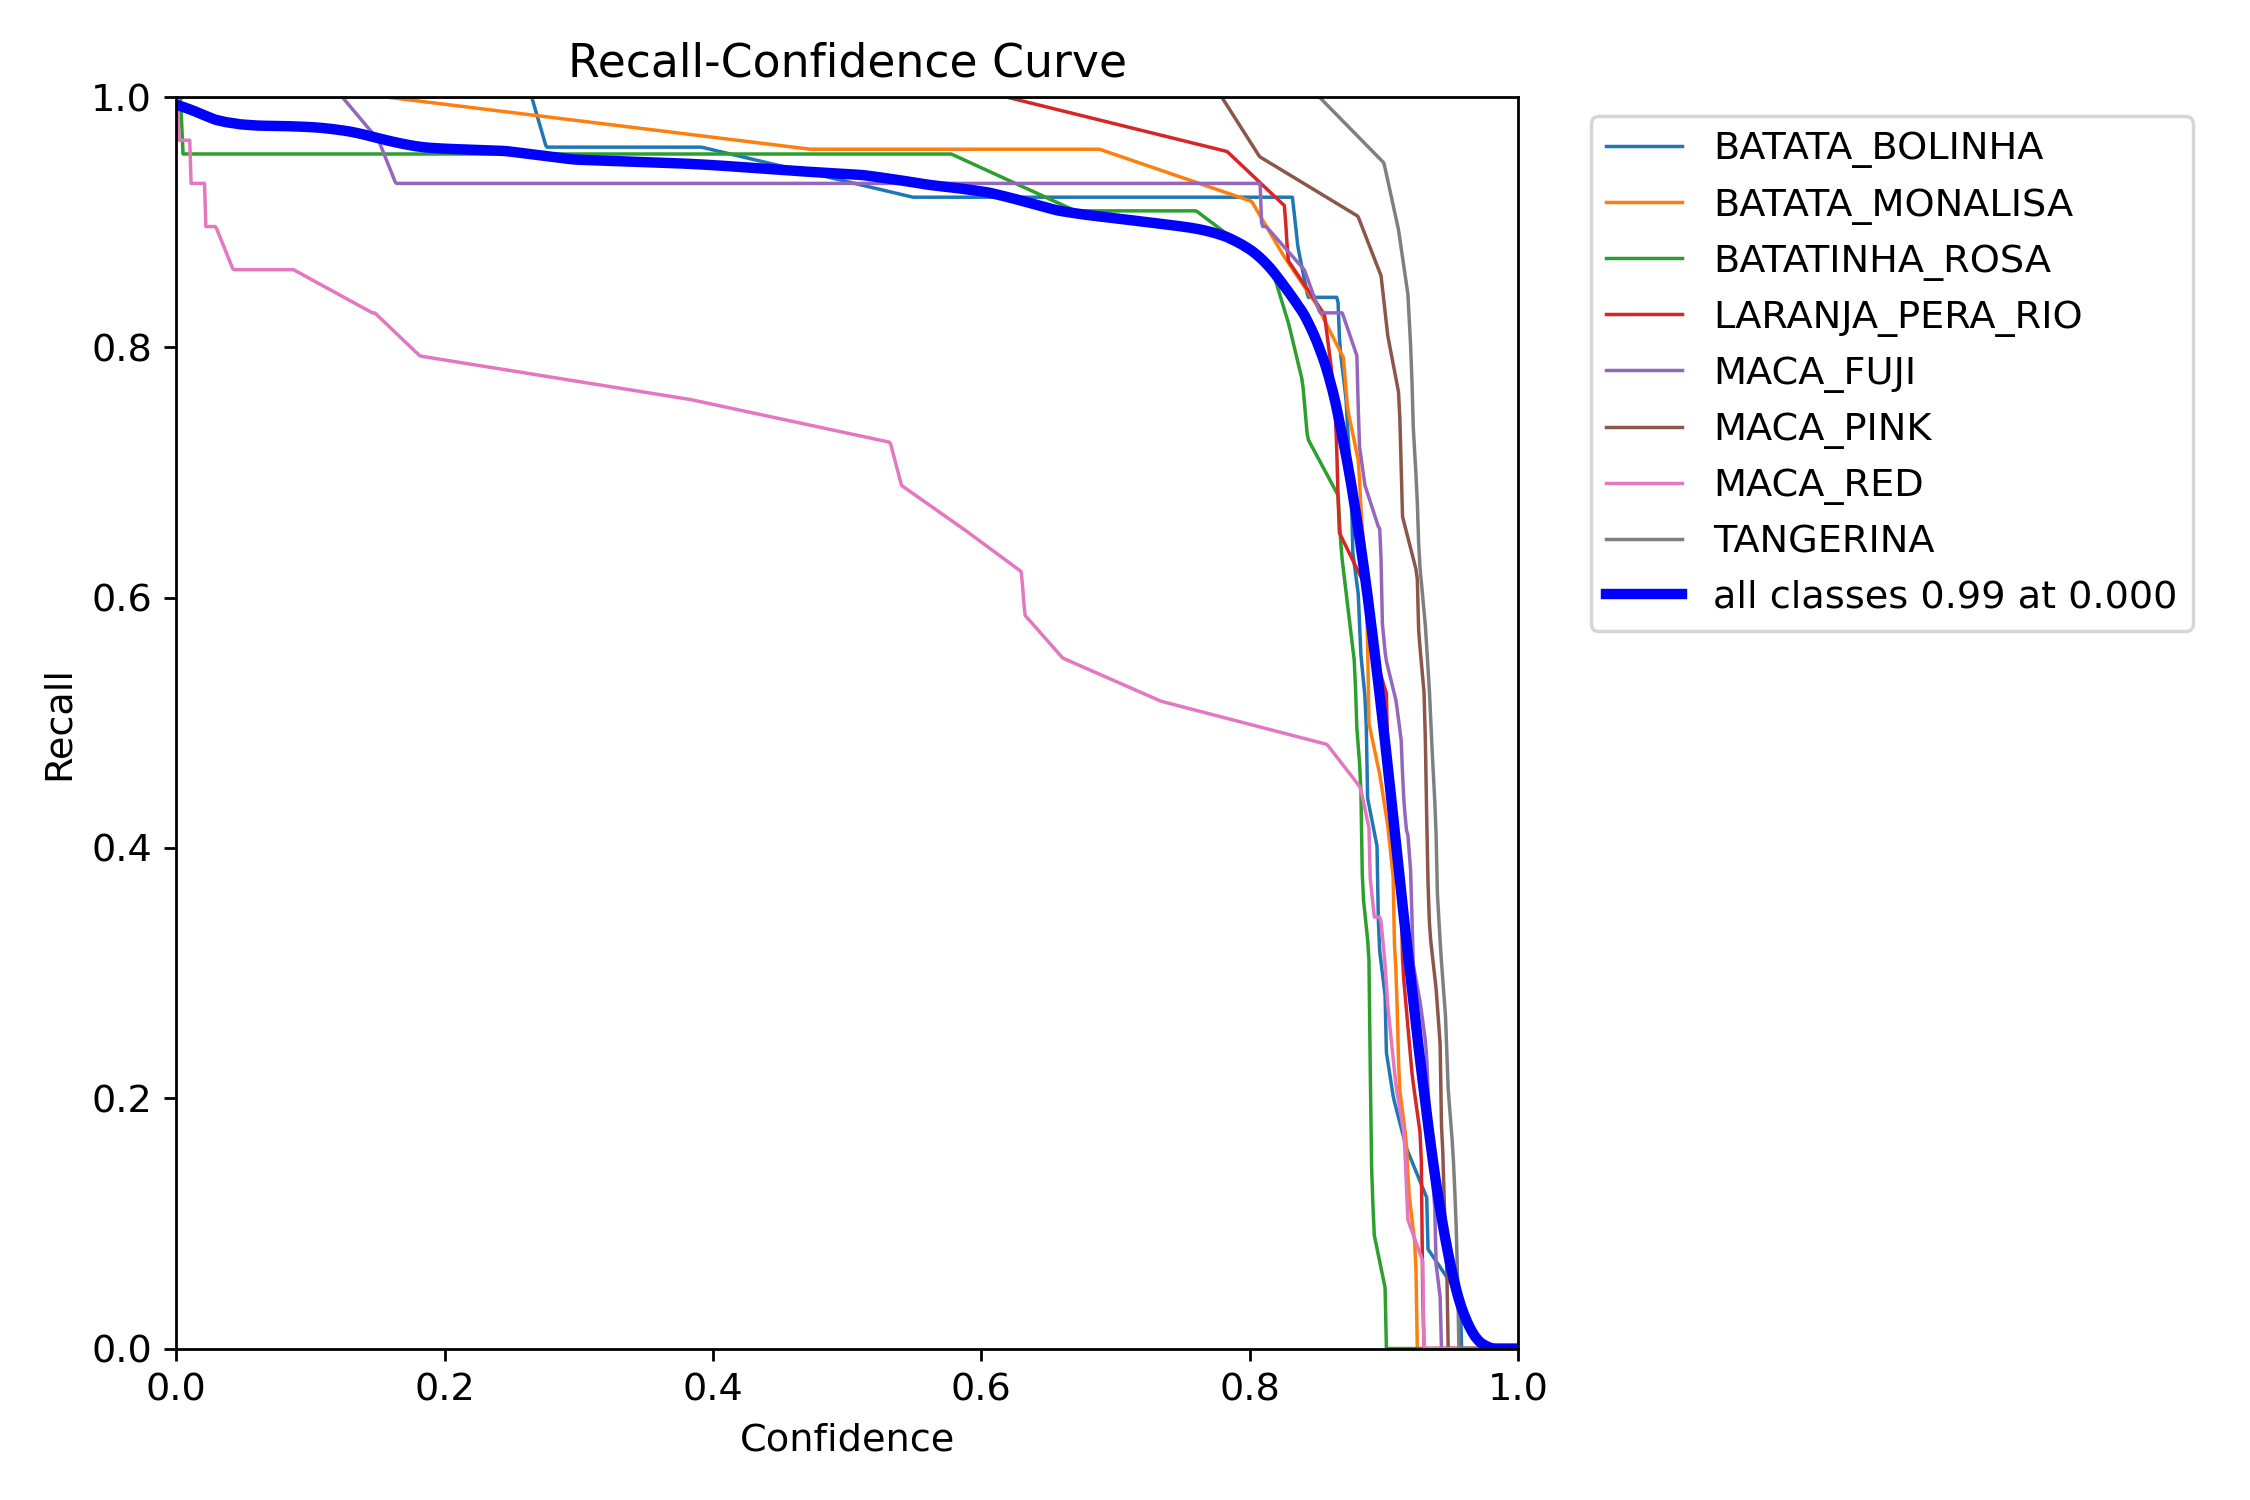 Recall-Confidence Curve
1.0
0.8
0.6
0.4
0.2
0.0
Recall
0.0 0.2 0.4 0.6 0.8 1.0
Confidence
BATATA_BOLINHA
BATATA_MONALISA
BATATINHA_ROSA
LARANJA_PERA_RIO
MACA_FUJI
MACA_PINK
MACA_RED
TANGERINA
all classes 0.99 at 0.000